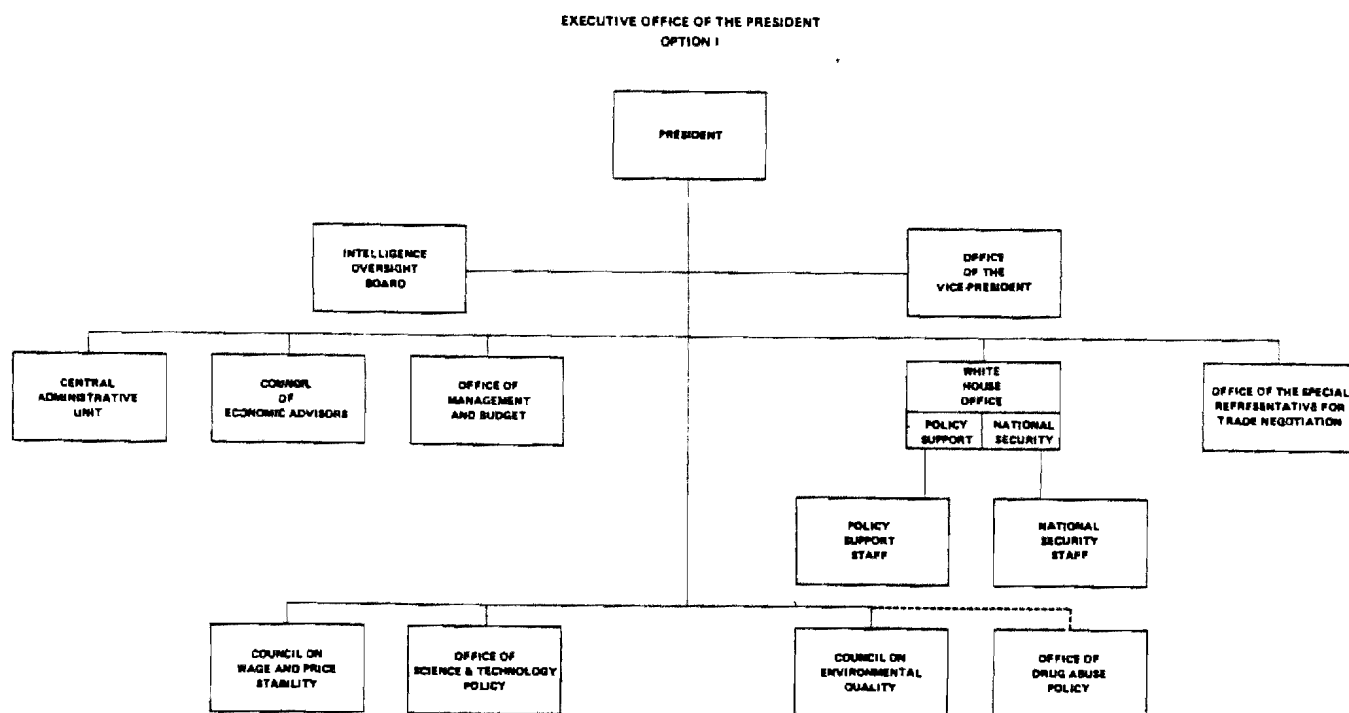 EXECUTIVE OFFICE OF THE PRESIDENT
OPTION I
PRESIDENT
INTELLIGENCE
OVERSIGHT
BOARD
OFFICE
OF THE
VICE-PRESIDENT
CENTRAL
ADMINISTRATIVE
UNIT
COUNCIL
OF
ECONOMIC ADVISORS
OFFICE OF
MANAGEMENT
AND BUDGET
WHITE
HOUSE
OFFICE
POLICY
SUPPORT
NATIONAL
SECURITY
OFFICE OF THE SPECIAL
REPRESENTATIVE FOR
TRADE NEGOTIATION
POLICY
SUPPORT
STAFF
NATIONAL
SECURITY
STAFF
COUNCIL ON
WAGE AND PRICE
STABILITY
OFFICE OF
SCIENCE & TECHNOLOGY
POLICY
COUNCIL ON
ENVIRONMENTAL
QUALITY
OFFICE OF
DRUG ABUSE
POLICY